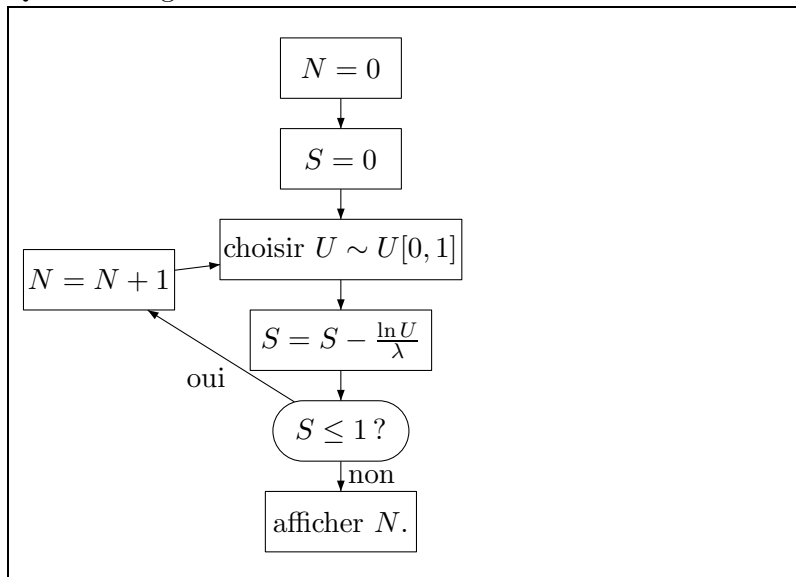 N = 0
S = 0
choisir U ∼ U[0, 1]
N = N + 1
S = S − ln U / λ
oui
S ≤ 1 ?
non
afficher N.